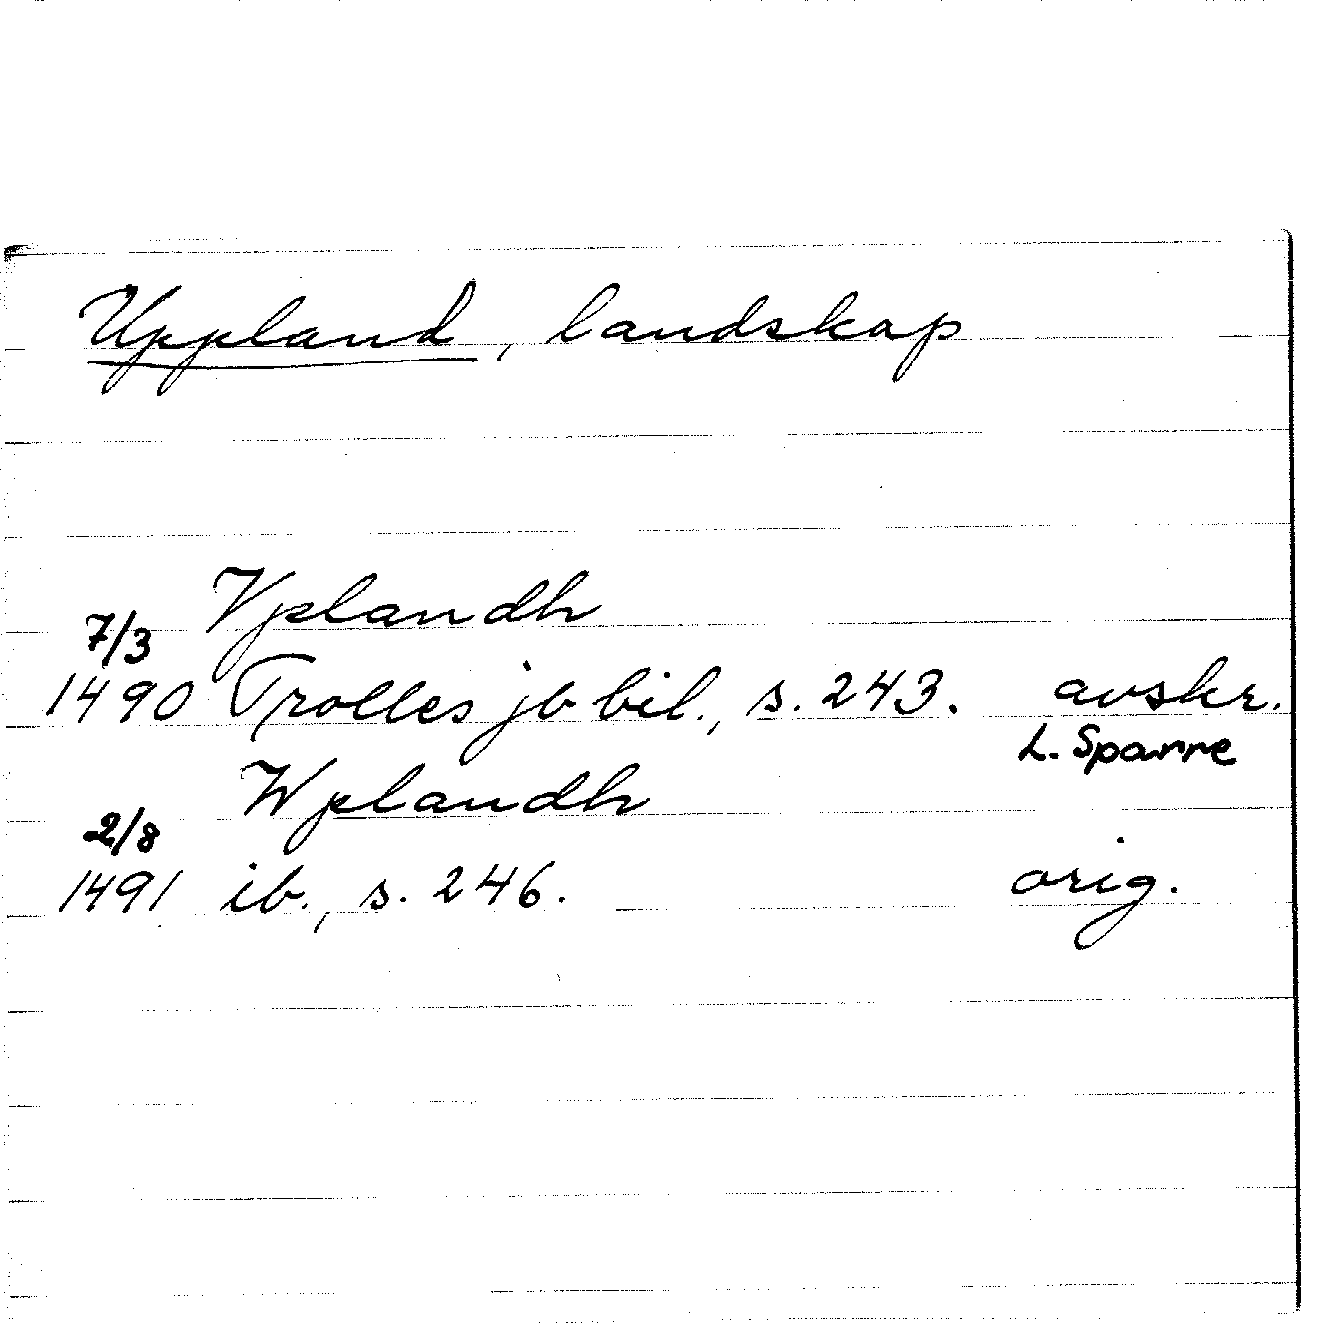 Uppland, landskap
Vplandh
7/3
1490 Trolles jb bil., s. 243. avskr.
L. Sparre
Wplandh
2/8
1491 ib., s. 246. orig.